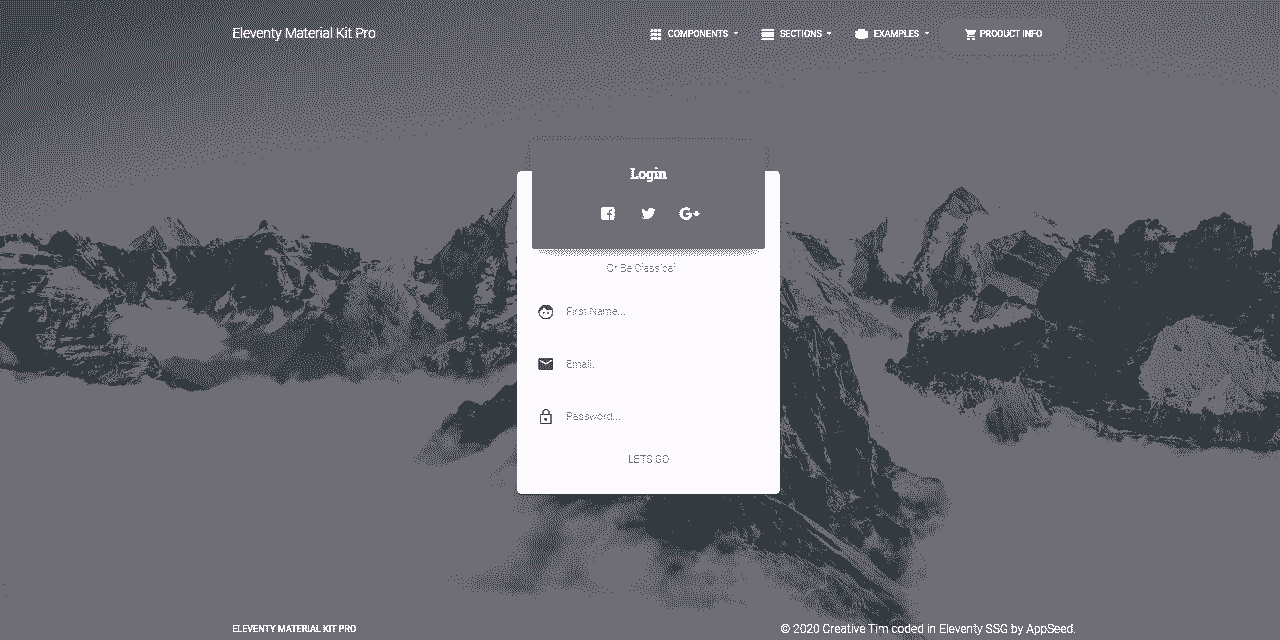 Eleventy Material Kit Pro
COMPONENTS
SECTIONS
EXAMPLES
PRODUCT INFO
Login
Or Be Classical
First Name...
Email...
Password...
LETS GO
ELEVENTY MATERIAL KIT PRO
© 2020 Creative Tim coded in Eleventy SSG by AppSeed.